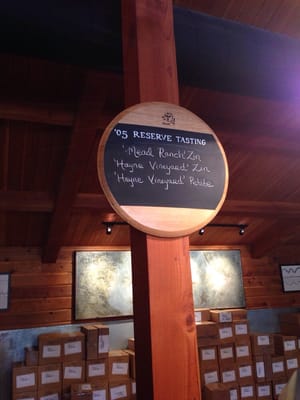 '05 RESERVE TASTING
'Mead Ranch' Zin
'Hayne Vineyard' Zin
'Hayne Vineyard' Petite